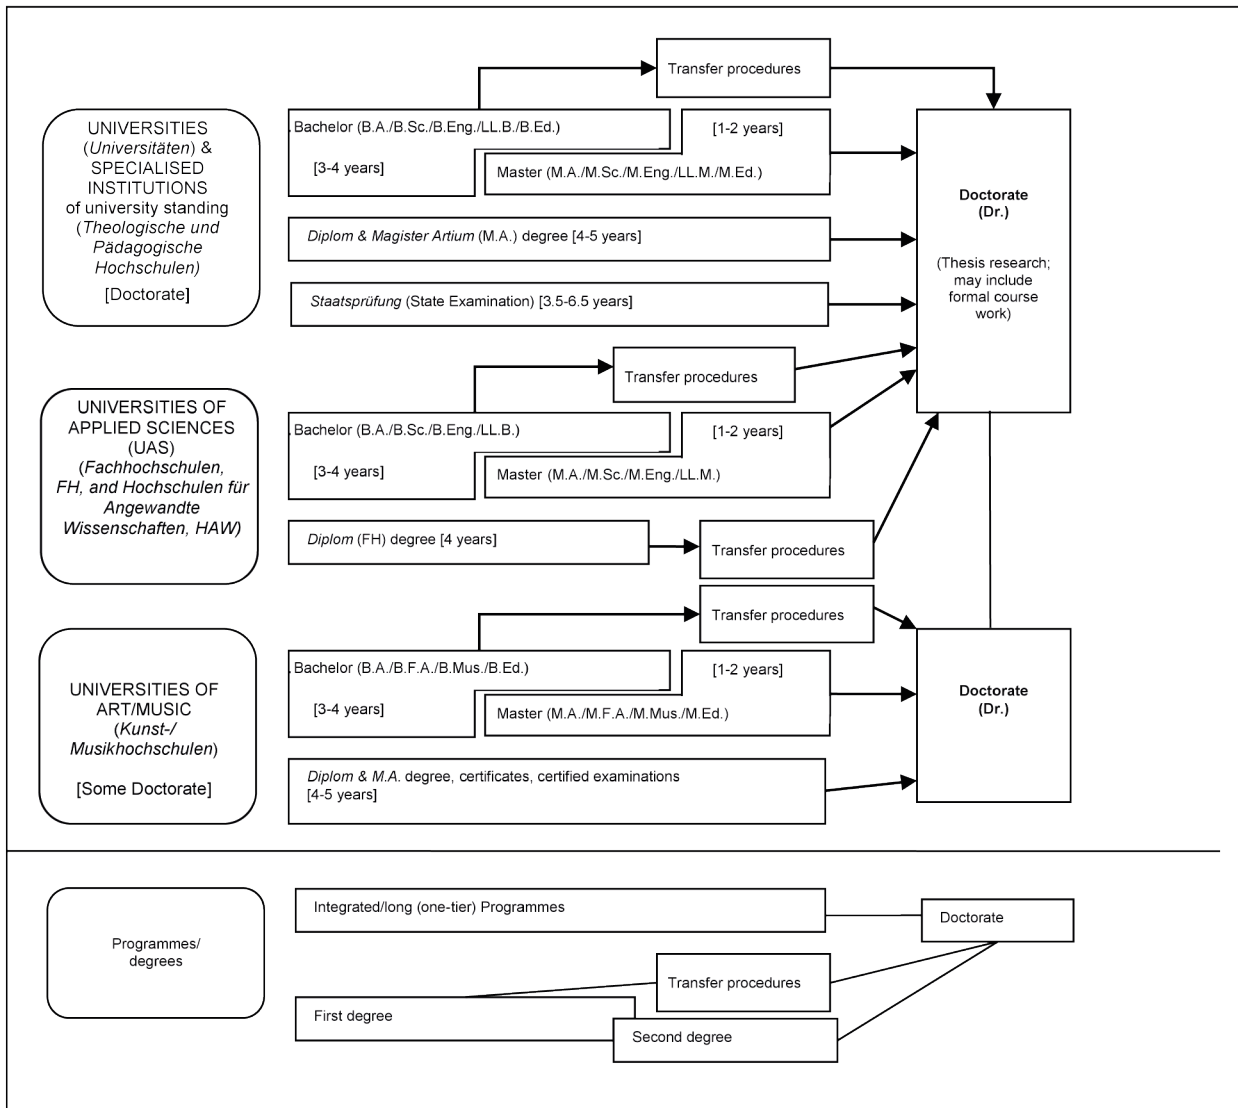 Transfer procedures
UNIVERSITIES
(Universitäten) &
SPECIALISED
INSTITUTIONS
of university standing
(Theologische und
Pädagogische
Hochschulen)
[Doctorate]
. Bachelor (B.A./B.Sc./B.Eng./LL.B./B.Ed.)
[3-4 years]
[1-2 years]
Master (M.A./M.Sc./M.Eng./LL.M./M.Ed.)
Diplom & Magister Artium (M.A.) degree [4-5 years]
Staatsprüfung (State Examination) [3.5-6.5 years]
Doctorate
(Dr.)
(Thesis research;
may include
formal course
work)
UNIVERSITIES OF
APPLIED SCIENCES
(UAS)
(Fachhochschulen,
FH, and Hochschulen für
Angewandte
Wissenschaften, HAW)
Transfer procedures
. Bachelor (B.A./B.Sc./B.Eng./LL.B.)
[3-4 years]
[1-2 years]
Master (M.A./M.Sc./M.Eng./LL.M.)
Diplom (FH) degree [4 years]
Transfer procedures
Transfer procedures
UNIVERSITIES OF
ART/MUSIC
(Kunst-/
Musikhochschulen)
[Some Doctorate]
. Bachelor (B.A./B.F.A./B.Mus./B.Ed.)
[3-4 years]
[1-2 years]
Master (M.A./M.F.A./M.Mus./M.Ed.)
Diplom & M.A. degree, certificates, certified examinations
[4-5 years]
Doctorate
(Dr.)
Programmes/
degrees
Integrated/long (one-tier) Programmes
Doctorate
Transfer procedures
First degree
Second degree